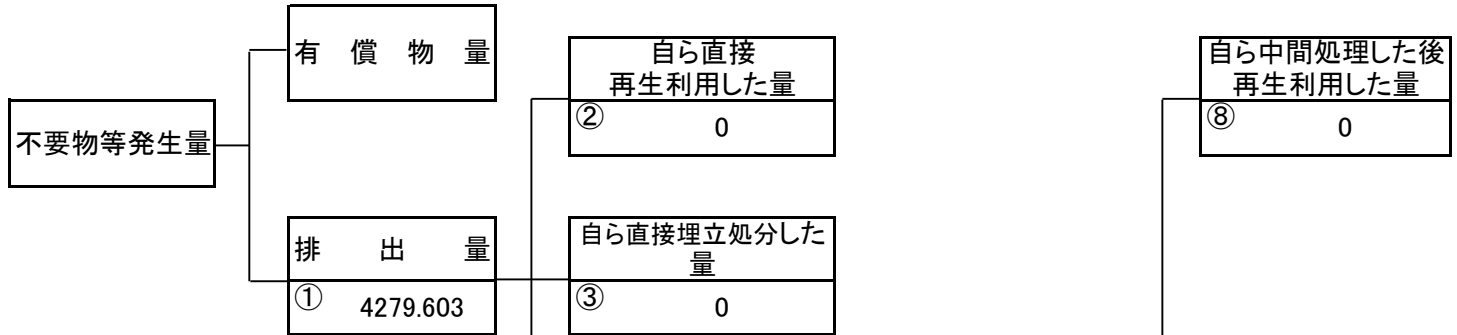 有償物量
自ら直接
再生利用した量
② 0
自ら中間処理した後
再生利用した量
⑧ 0
不要物等発生量
排出量
① 4279.603
自ら直接埋立処分した
量
③ 0